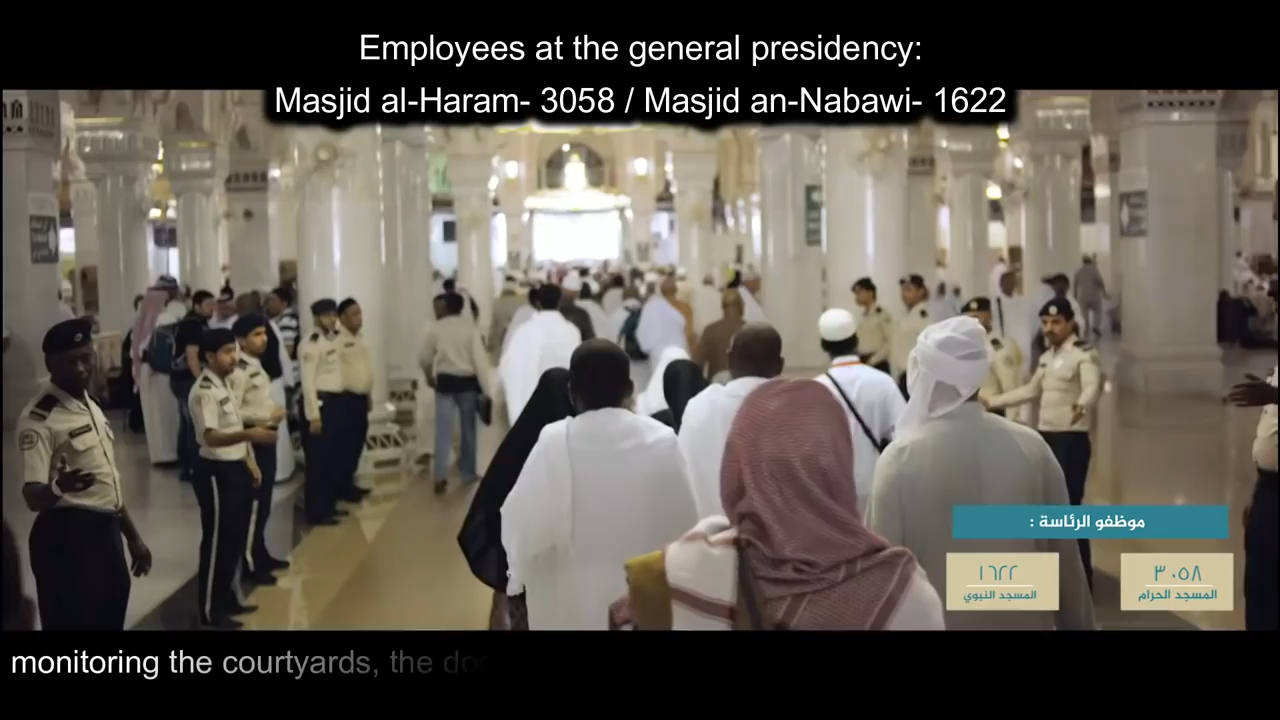 Employees at the general presidency:
Masjid al-Haram- 3058 / Masjid an-Nabawi- 1622
موظفو الرئاسة :
٣٠٥٨
المسجد الحرام
١٦٢٢
المسجد النبوي
monitoring the courtyards, the